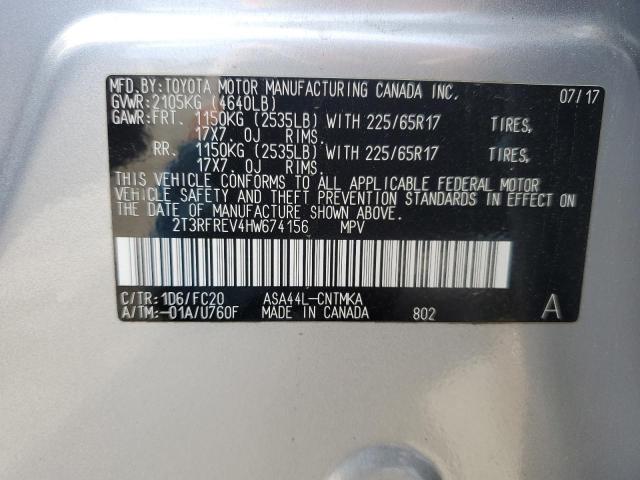 MFD.BY:TOYOTA MOTOR MANUFACTURING CANADA INC. 07/17
GVWR:2105KG (4640LB)
GAWR:FRT. 1150KG (2535LB) WITH 225/65R17 TIRES,
17X7. OJ RIMS.
RR. 1150KG (2535LB) WITH 225/65R17 TIRES,
17X7. OJ RIMS.
THIS VEHICLE CONFORMS TO ALL APPLICABLE FEDERAL MOTOR
VEHICLE SAFETY AND THEFT PREVENTION STANDARDS IN EFFECT ON
THE DATE OF MANUFACTURE SHOWN ABOVE.
2T3RFREV4HW674156 MPV
C/TR:1D6/FC20 ASA44L-CNTMKA
A/TM:-01A/U760F MADE IN CANADA 802 A